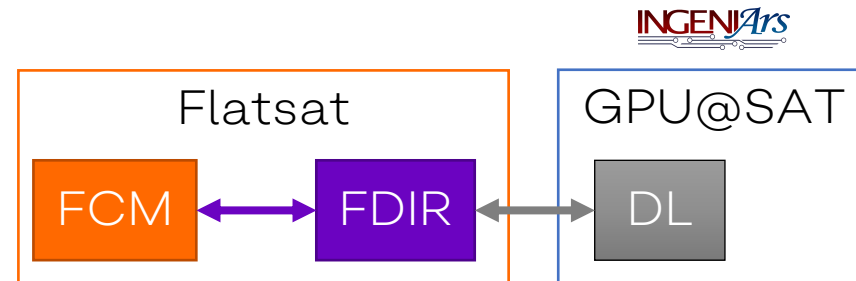 INGENIArs
Flatsat
GPU@SAT
FCM
FDIR
DL